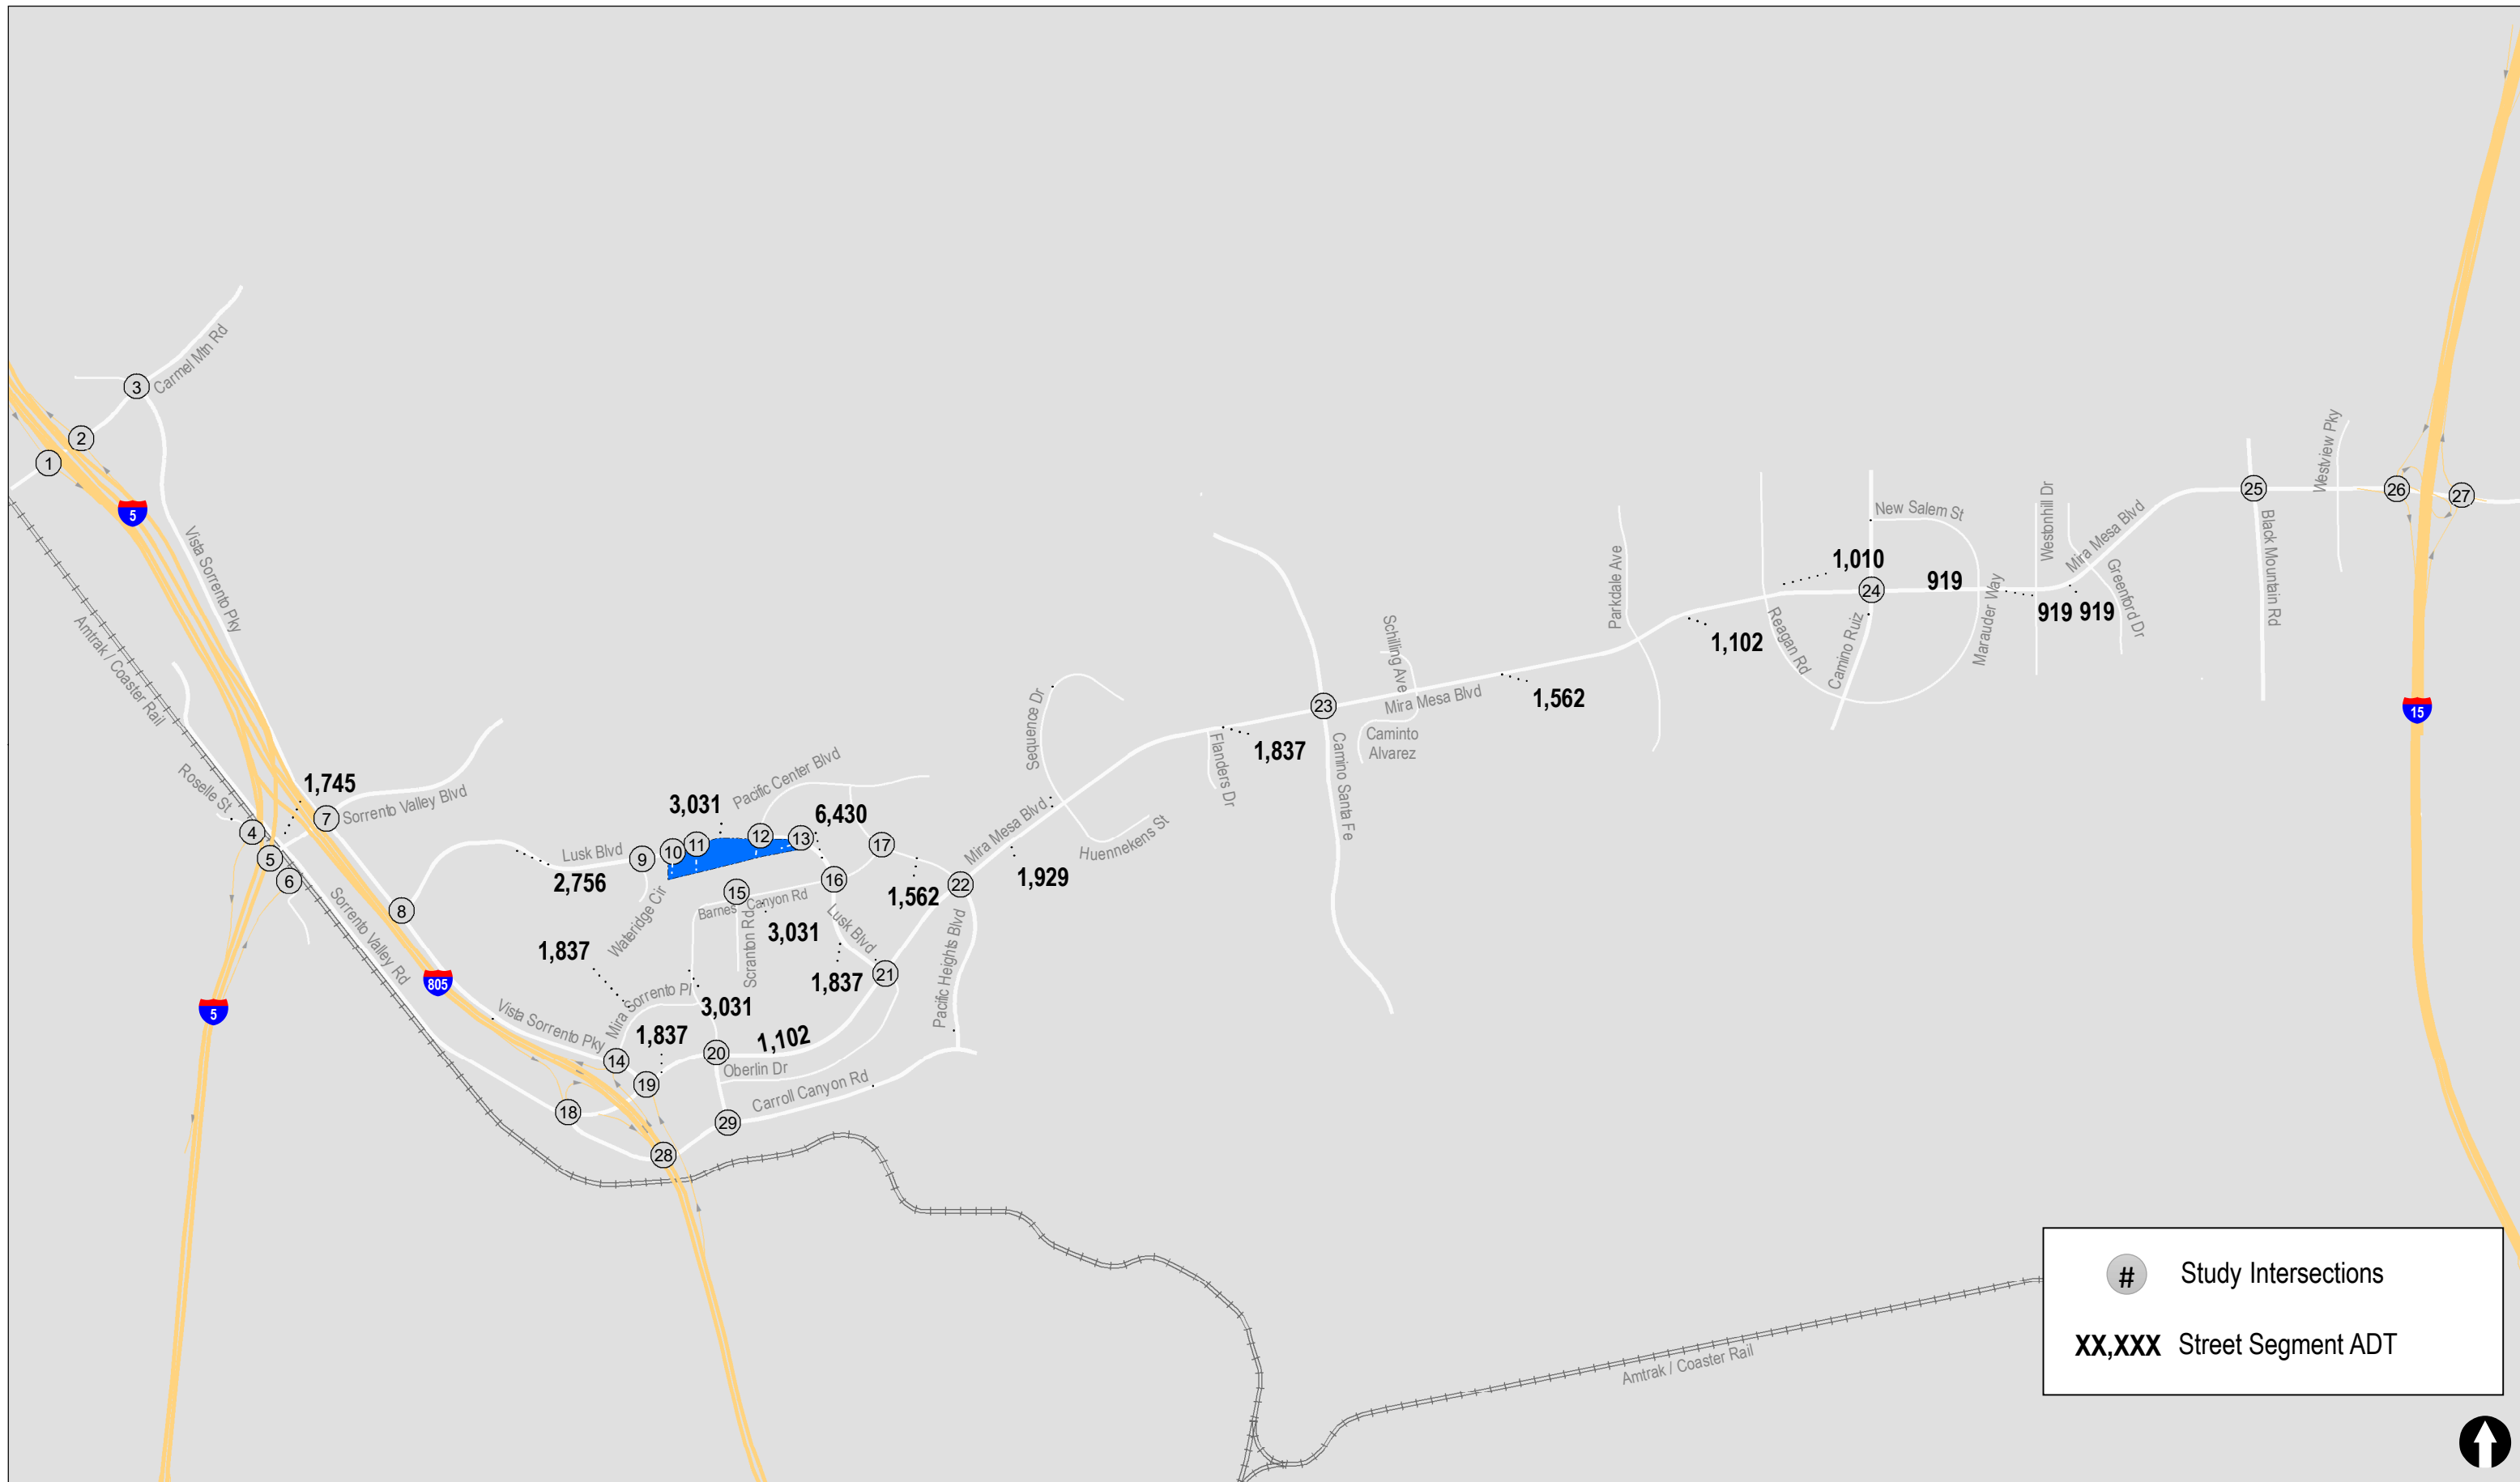 3
Carmel Mtn Rd
2
1
5
Vista Sorrento Pky
Amtrak / Coaster Rail
Roselle St
1,745
7
Sorrento Valley Blvd
4
5
6
Sorrento Valley Rd
8
805
5
Lusk Blvd
2,756
9
10
11
3,031
Pacific Center Blvd
12
13
6,430
17
15
16
Barnes Canyon Rd
Wateridge Cir
Scranton Rd
3,031
Lusk Blvd
1,562
22
1,837
1,837
21
Pacific Heights Blvd
Mira Sorrento Pl
3,031
Vista Sorrento Pky
1,837
14
19
20
1,102
Oberlin Dr
18
29
Carroll Canyon Rd
28
Mira Mesa Blvd
1,929
Sequence Dr
Huennekens St
Flanders Dr
1,837
23
Camino Santa Fe
Schilling Ave
Mira Mesa Blvd
Caminto
Alvarez
1,562
Parkdale Ave
1,102
Reagan Rd
1,010
24
Camino Ruiz
New Salem St
919
Marauder Way
Westonhill Dr
919
919
Mira Mesa Blvd
Greenford Dr
25
Black Mountain Rd
Westview Pky
26
27
15
Amtrak / Coaster Rail
# Study Intersections
XX,XXX Street Segment ADT